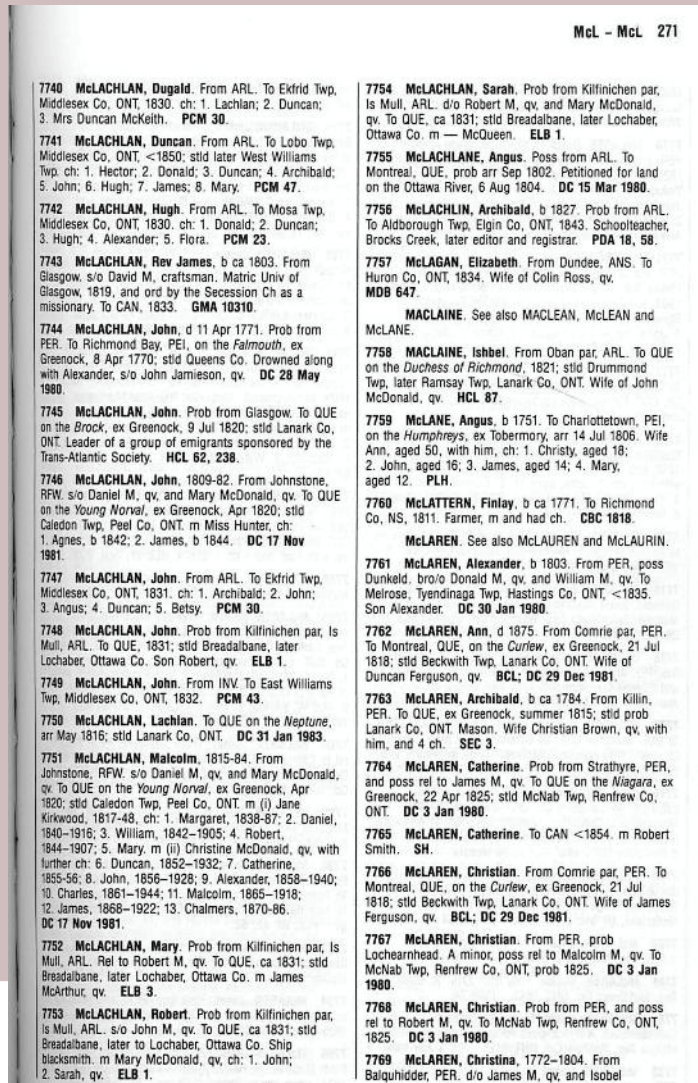 McL – McL 271
7740 McLACHLAN, Dugald. From ARL. To Ekfrid Twp,
Middlesex Co, ONT, 1830. ch: 1. Lachlan; 2. Duncan;
3. Mrs Duncan McKeith. PCM 30.
7741 McLACHLAN, Duncan. From ARL. To Lobo Twp,
Middlesex Co, ONT, <1850; stld later West Williams
Twp. ch: 1. Hector; 2. Donald; 3. Duncan; 4. Archibald;
5. John; 6. Hugh; 7. James; 8. Mary. PCM 47.
7742 McLACHLAN, Hugh. From ARL. To Mosa Twp,
Middlesex Co, ONT, 1830. ch: 1. Donald; 2. Duncan;
3. Hugh; 4. Alexander; 5. Flora. PCM 23.
7743 McLACHLAN, Rev James, b ca 1803. From
Glasgow. s/o David M, craftsman. Matric Univ of
Glasgow, 1819, and ord by the Secession Ch as a
missionary. To CAN, 1833. GMA 10310.
7744 McLACHLAN, John, d 11 Apr 1771. Prob from
PER. To Richmond Bay, PEI, on the Falmouth, ex
Greenock, 8 Apr 1770; stld Queens Co. Drowned along
with Alexander, s/o John Jamieson, qv. DC 28 May
1980.
7745 McLACHLAN, John. Prob from Glasgow. To QUE
on the Brock, ex Greenock, 9 Jul 1820; stld Lanark Co,
ONT. Leader of a group of emigrants sponsored by the
Trans-Atlantic Society. HCL 62, 238.
7746 McLACHLAN, John, 1809-82. From Johnstone,
RFW. s/o Daniel M, qv, and Mary McDonald, qv. To QUE
on the Young Norval, ex Greenock, Apr 1820; stld
Caledon Twp, Peel Co, ONT. m Miss Hunter, ch:
1. Agnes, b 1842; 2. James, b 1844. DC 17 Nov
1981.
7747 McLACHLAN, John. From ARL. To Ekfrid Twp,
Middlesex Co, ONT, 1831. ch: 1. Archibald; 2. John;
3. Angus; 4. Duncan; 5. Betsy. PCM 30.
7748 McLACHLAN, John. Prob from Kilfinichen par, Is
Mull, ARL. To QUE, 1831; stld Breadalbane, later
Lochaber, Ottawa Co. Son Robert, qv. ELB 1.
7749 McLACHLAN, John. From INV. To East Williams
Twp, Middlesex Co, ONT, 1832. PCM 43.
7750 McLACHLAN, Lachlan. To QUE on the Neptune,
arr May 1816; stld Lanark Co, ONT. DC 31 Jan 1983.
7751 McLACHLAN, Malcolm, 1815-84. From
Johnstone, RFW. s/o Daniel M, qv, and Mary McDonald,
qv. To QUE on the Young Norval, ex Greenock, Apr
1820; stld Caledon Twp, Peel Co, ONT. m (i) Jane
Kirkwood, 1817-48, ch: 1. Margaret, 1838-87; 2. Daniel,
1840-1916; 3. William, 1842-1905; 4. Robert,
1844-1907; 5. Mary. m (ii) Christine McDonald, qv, with
further ch: 6. Duncan, 1852-1932; 7. Catherine,
1855-56; 8. John, 1856-1928; 9. Alexander, 1858-1940;
10. Charles, 1861-1944; 11. Malcolm, 1865-1918;
12. James, 1868-1922; 13. Chalmers, 1870-86.
DC 17 Nov 1981.
7752 McLACHLAN, Mary. Prob from Kilfinichen par, Is
Mull, ARL. Rel to Robert M, qv. To QUE, ca 1831; stld
Breadalbane, later Lochaber, Ottawa Co. m James
McArthur, qv. ELB 3.
7753 McLACHLAN, Robert. Prob from Kilfinichen par,
Is Mull, ARL. s/o John M, qv. To QUE, ca 1831; stld
Breadalbane, later to Lochaber, Ottawa Co. Ship
blacksmith. m Mary McDonald, qv, ch: 1. John;
2. Sarah, qv. ELB 1.
7754 McLACHLAN, Sarah. Prob from Kilfinichen par,
Is Mull, ARL. d/o Robert M, qv, and Mary McDonald,
qv. To QUE, ca 1831; stld Breadalbane, later Lochaber,
Ottawa Co. m — McQueen. ELB 1.
7755 McLACHLANE, Angus. Poss from ARL. To
Montreal, QUE, prob arr Sep 1802. Petitioned for land
on the Ottawa River, 6 Aug 1804. DC 15 Mar 1980.
7756 McLACHLIN, Archibald, b 1827. Prob from ARL.
To Aldborough Twp, Elgin Co, ONT, 1843. Schoolteacher,
Brocks Creek, later editor and registrar. PDA 18, 58.
7757 McLAGAN, Elizabeth. From Dundee, ANS. To
Huron Co, ONT, 1834. Wife of Colin Ross, qv.
MDB 647.
MACLAINE. See also MACLEAN, McLEAN and
McLANE.
7758 MACLAINE, Ishbel. From Oban par, ARL. To QUE
on the Duchess of Richmond, 1821; stld Drummond
Twp, later Ramsay Twp, Lanark Co, ONT. Wife of John
McDonald, qv. HCL 87.
7759 McLANE, Angus, b 1751. To Charlottetown, PEI,
on the Humphreys, ex Tobermory, arr 14 Jul 1806. Wife
Ann, aged 50, with him, ch: 1. Christy, aged 18;
2. John, aged 16; 3. James, aged 14; 4. Mary,
aged 12. PLH.
7760 McLATTERN, Finlay, b ca 1771. To Richmond
Co, NS, 1811. Farmer, m and had ch. CBC 1818.
McLAREN. See also McLAUREN and McLAURIN.
7761 McLAREN, Alexander, b 1803. From PER, poss
Dunkeld. bro/o Donald M, qv, and William M, qv. To
Melrose, Tyendinaga Twp, Hastings Co, ONT, <1835.
Son Alexander. DC 30 Jan 1980.
7762 McLAREN, Ann, d 1875. From Comrie par, PER.
To Montreal, QUE, on the Curlew, ex Greenock, 21 Jul
1818; stld Beckwith Twp, Lanark Co, ONT. Wife of
Duncan Ferguson, qv. BCL; DC 29 Dec 1981.
7763 McLAREN, Archibald, b ca 1784. From Killin,
PER. To QUE, ex Greenock, summer 1815; stld prob
Lanark Co, ONT. Mason. Wife Christian Brown, qv, with
him, and 4 ch. SEC 3.
7764 McLAREN, Catherine. Prob from Strathyre, PER,
and poss rel to James M, qv. To QUE on the Niagara, ex
Greenock, 22 Apr 1825; stld McNab Twp, Renfrew Co,
ONT. DC 3 Jan 1980.
7765 McLAREN, Catherine. To CAN <1854. m Robert
Smith. SH.
7766 McLAREN, Christian. From Comrie par, PER. To
Montreal, QUE, on the Curlew, ex Greenock, 21 Jul
1818; stld Beckwith Twp, Lanark Co, ONT. Wife of James
Ferguson, qv. BCL; DC 29 Dec 1981.
7767 McLAREN, Christian. From PER, prob
Lochearnhead. A minor, poss rel to Malcolm M, qv. To
McNab Twp, Renfrew Co, ONT, prob 1825. DC 3 Jan
1980.
7768 McLAREN, Christian. Prob from PER, and poss
rel to Robert M, qv. To McNab Twp, Renfrew Co, ONT,
1825. DC 3 Jan 1980.
7769 McLAREN, Christina, 1772–1804. From
Balquhidder, PER. d/o James M, qv, and Isobel